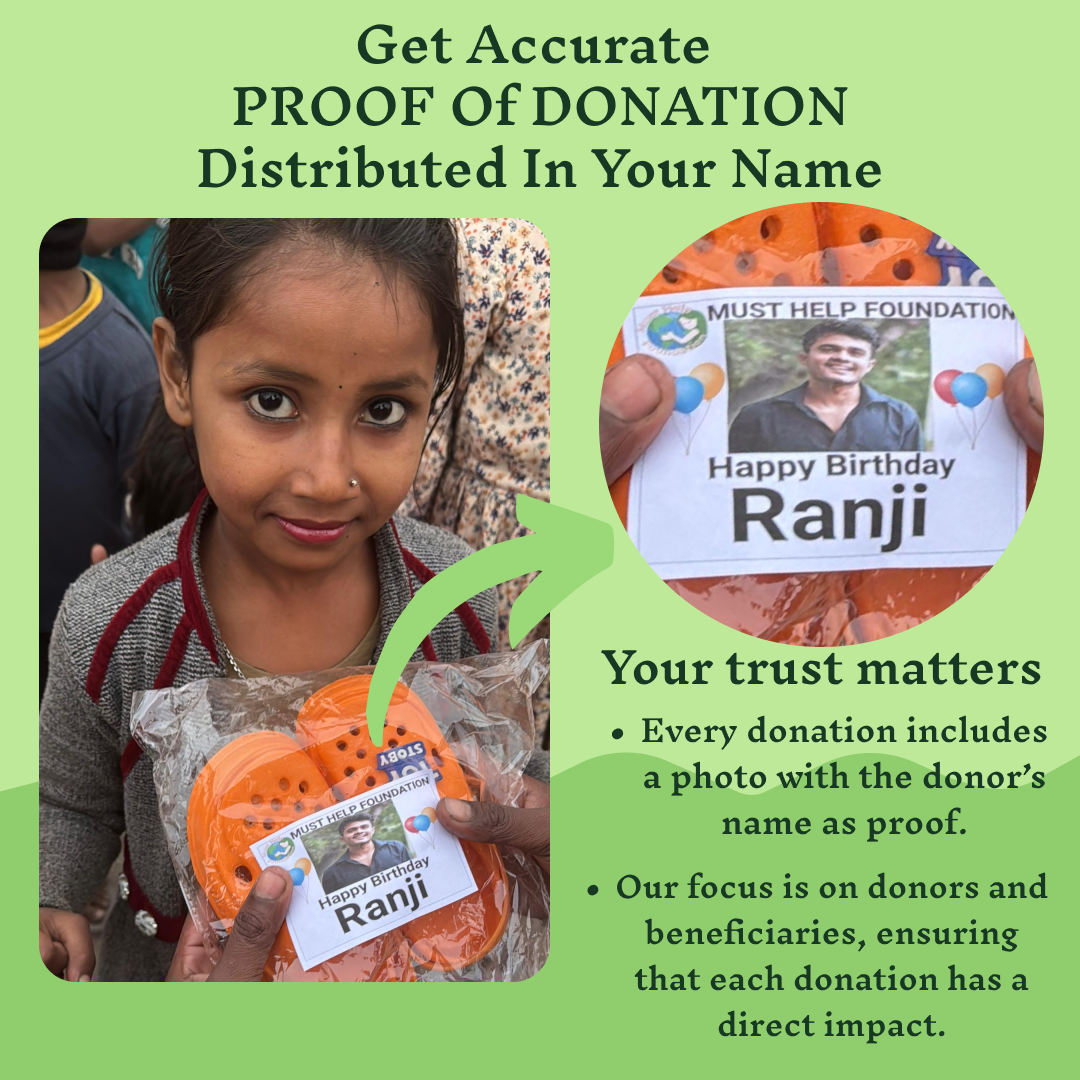 Get Accurate
PROOF Of DONATION
Distributed In Your Name
MUST HELP FOUNDATION
Happy Birthday
Ranji
STOBY
MUST HELP FOUNDATION
Happy Birthday
Ranji
Your trust matters
• Every donation includes
a photo with the donor's
name as proof.
• Our focus is on donors and
beneficiaries, ensuring
that each donation has a
direct impact.